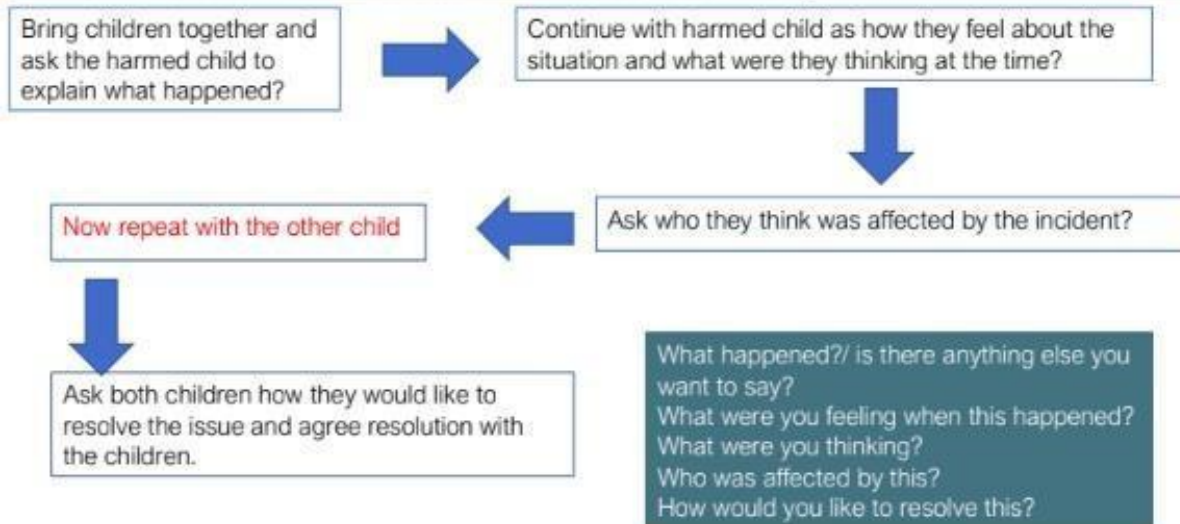 Bring children together and
ask the harmed child to
explain what happened?
Continue with harmed child as how they feel about the
situation and what were they thinking at the time?
Ask who they think was affected by the incident?
Now repeat with the other child
Ask both children how they would like to
resolve the issue and agree resolution with
the children.
What happened?/ is there anything else you
want to say?
What were you feeling when this happened?
What were you thinking?
Who was affected by this?
How would you like to resolve this?